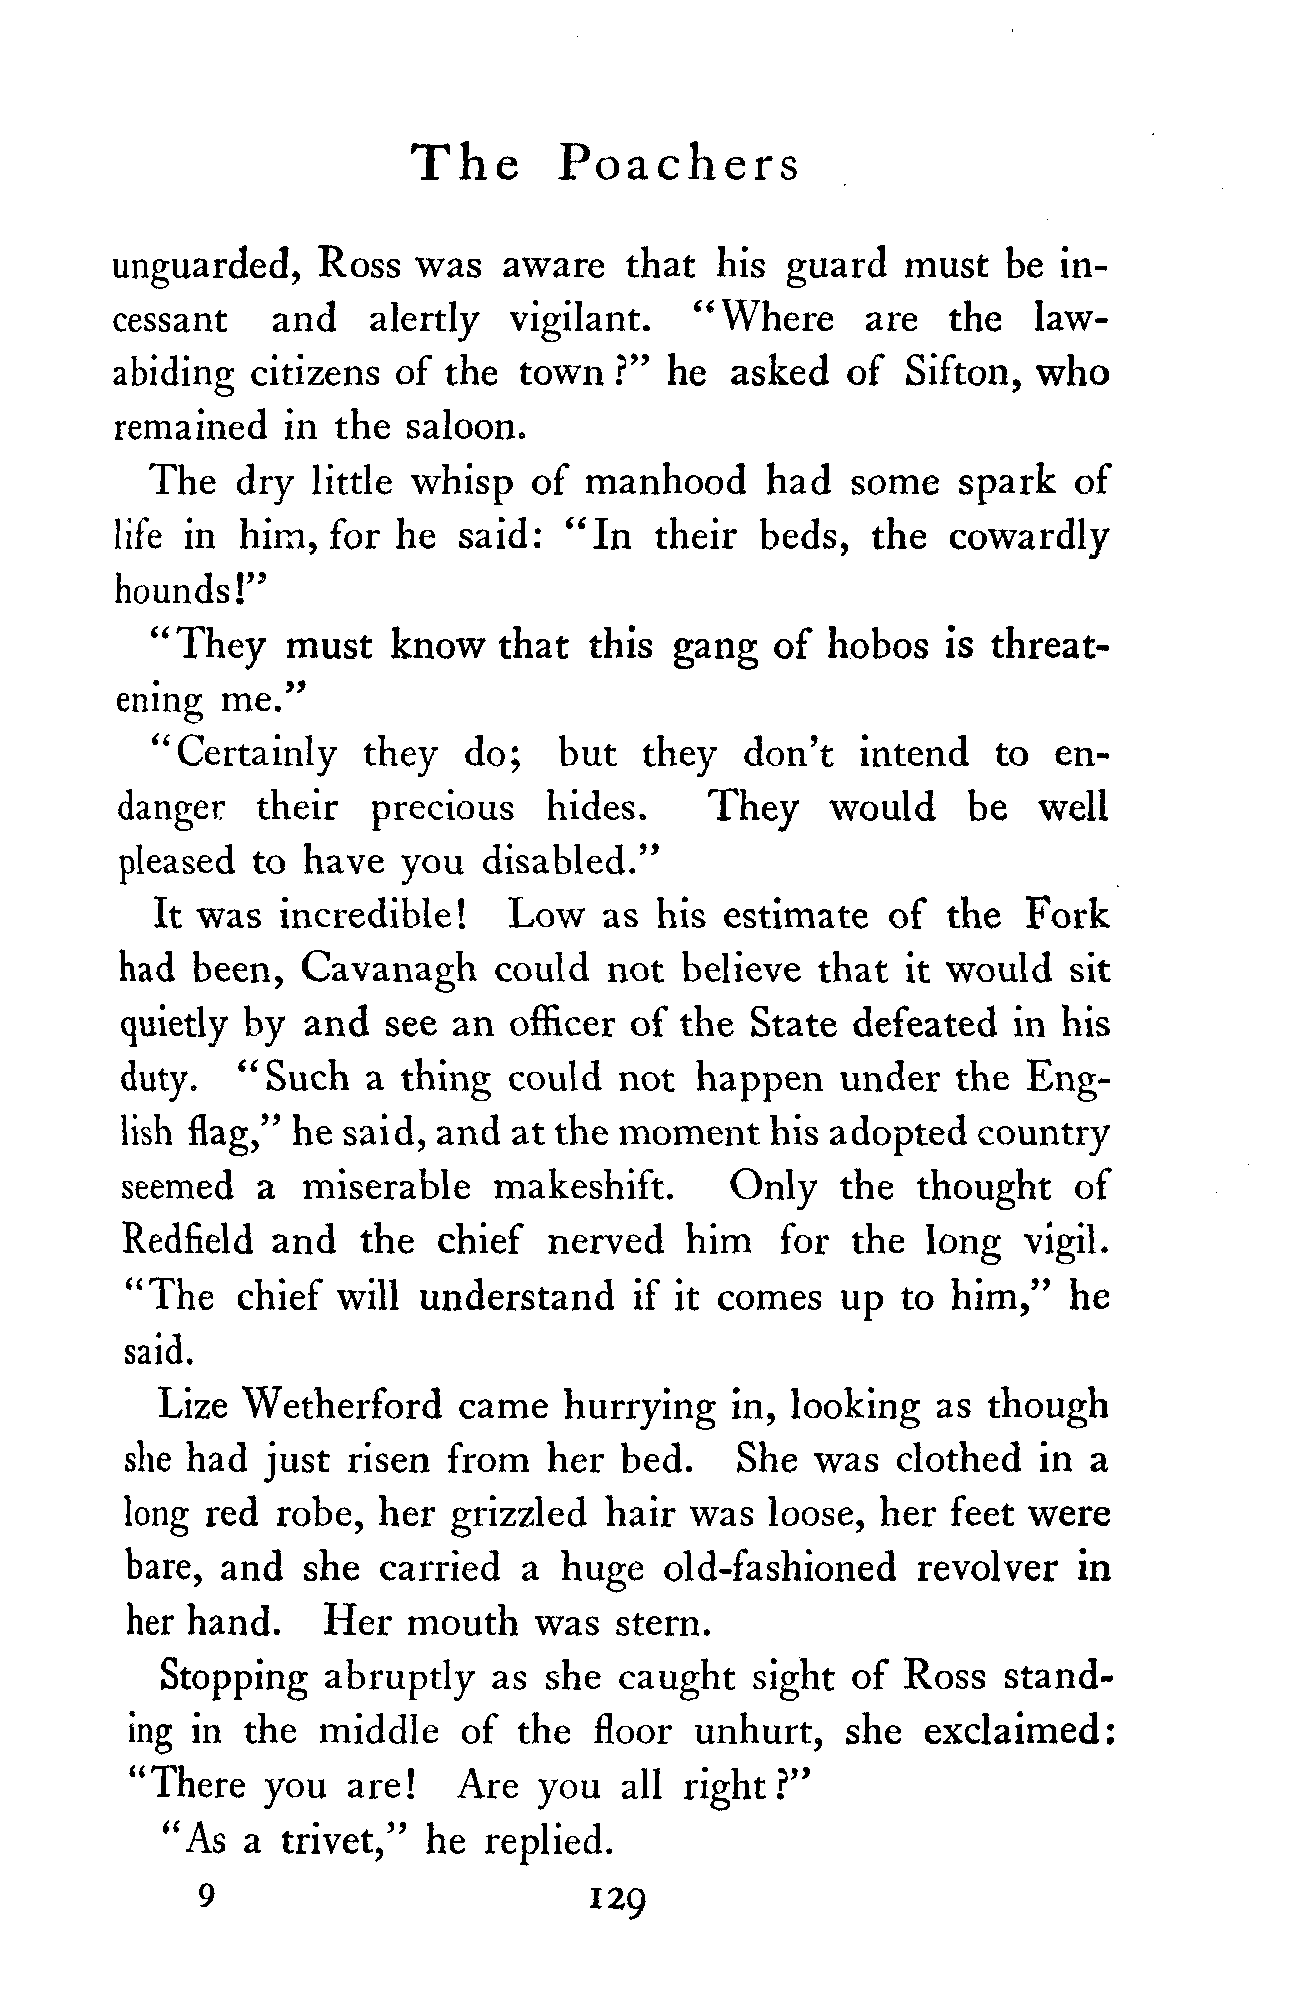 The Poachers
unguarded, Ross was aware that his guard must be in-
cessant and alertly vigilant. "Where are the law-
abiding citizens of the town?" he asked of Sifton, who
remained in the saloon.
The dry little whisp of manhood had some spark of
life in him, for he said: "In their beds, the cowardly
hounds!"
"They must know that this gang of hobos is threat-
ening me."
"Certainly they do; but they don't intend to en-
danger their precious hides. They would be well
pleased to have you disabled."
It was incredible! Low as his estimate of the Fork
had been, Cavanagh could not believe that it would sit
quietly by and see an officer of the State defeated in his
duty. "Such a thing could not happen under the Eng-
lish flag," he said, and at the moment his adopted country
seemed a miserable makeshift. Only the thought of
Redfield and the chief nerved him for the long vigil.
"The chief will understand if it comes up to him," he
said.
Lize Wetherford came hurrying in, looking as though
she had just risen from her bed. She was clothed in a
long red robe, her grizzled hair was loose, her feet were
bare, and she carried a huge old-fashioned revolver in
her hand. Her mouth was stern.
Stopping abruptly as she caught sight of Ross stand-
ing in the middle of the floor unhurt, she exclaimed:
"There you are! Are you all right?"
"As a trivet," he replied.
9 129